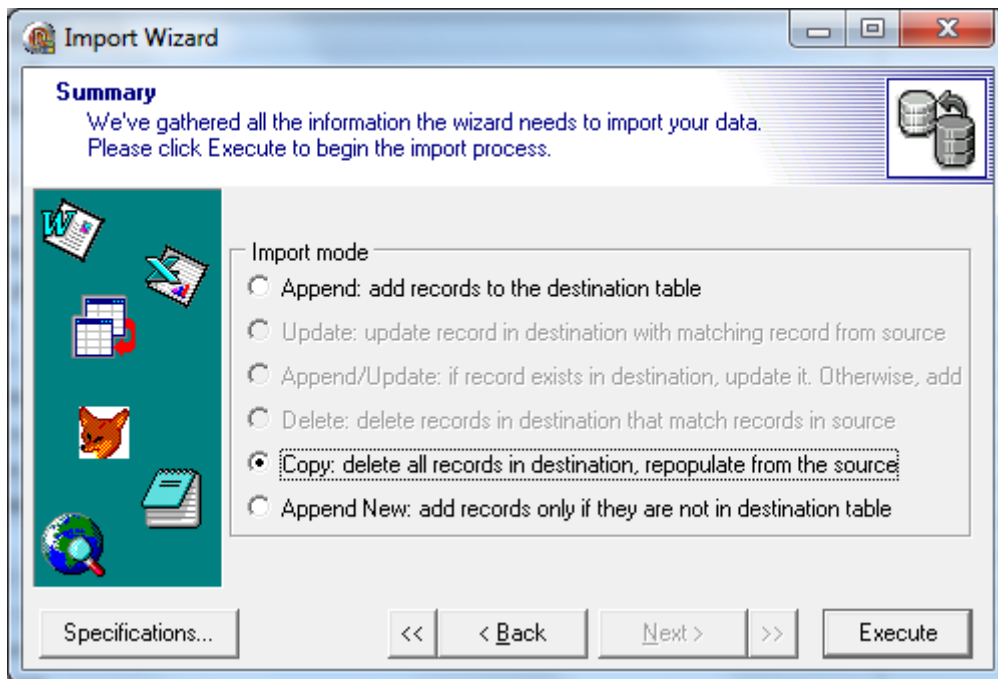 Import Wizard
Summary
We've gathered all the information the wizard needs to import your data.
Please click Execute to begin the import process.
Import mode
Append: add records to the destination table
Update: update record in destination with matching record from source
Append/Update: if record exists in destination, update it. Otherwise, add
Delete: delete records in destination that match records in source
Copy: delete all records in destination, repopulate from the source
Append New: add records only if they are not in destination table
Specifications... << < Back Next > >> Execute